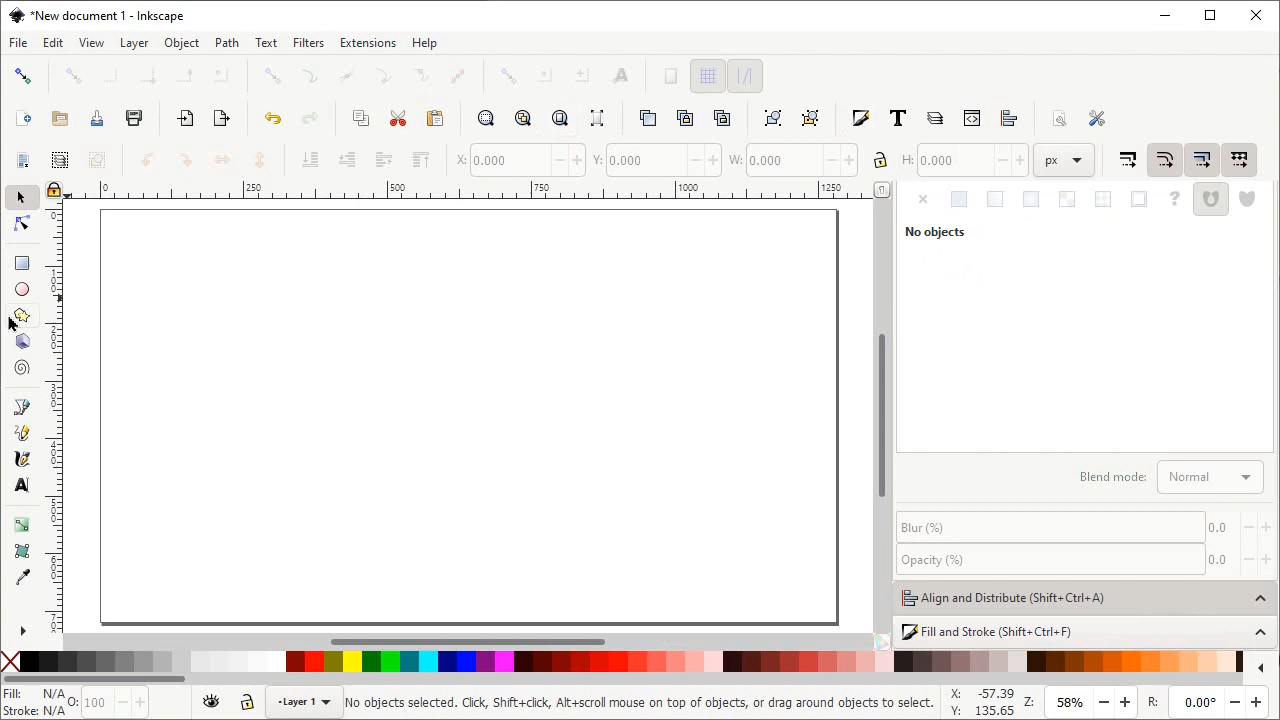 *New document 1 - Inkscape
File Edit View Layer Object Path Text Filters Extensions Help
X: 0.000 Y: 0.000 W: 0.000 H: 0.000 px
0 250 500 750 1000 1250
No objects
Blend mode: Normal
Blur (%) 0.0
Opacity (%) 0.0
Align and Distribute (Shift+Ctrl+A)
Fill and Stroke (Shift+Ctrl+F)
Fill: N/A O: 100 Layer 1 No objects selected. Click, Shift+click, Alt+scroll mouse on top of objects, or drag around objects to select. X: -57.39 Z: 58% R: 0.00°
Stroke: N/A Y: 135.65